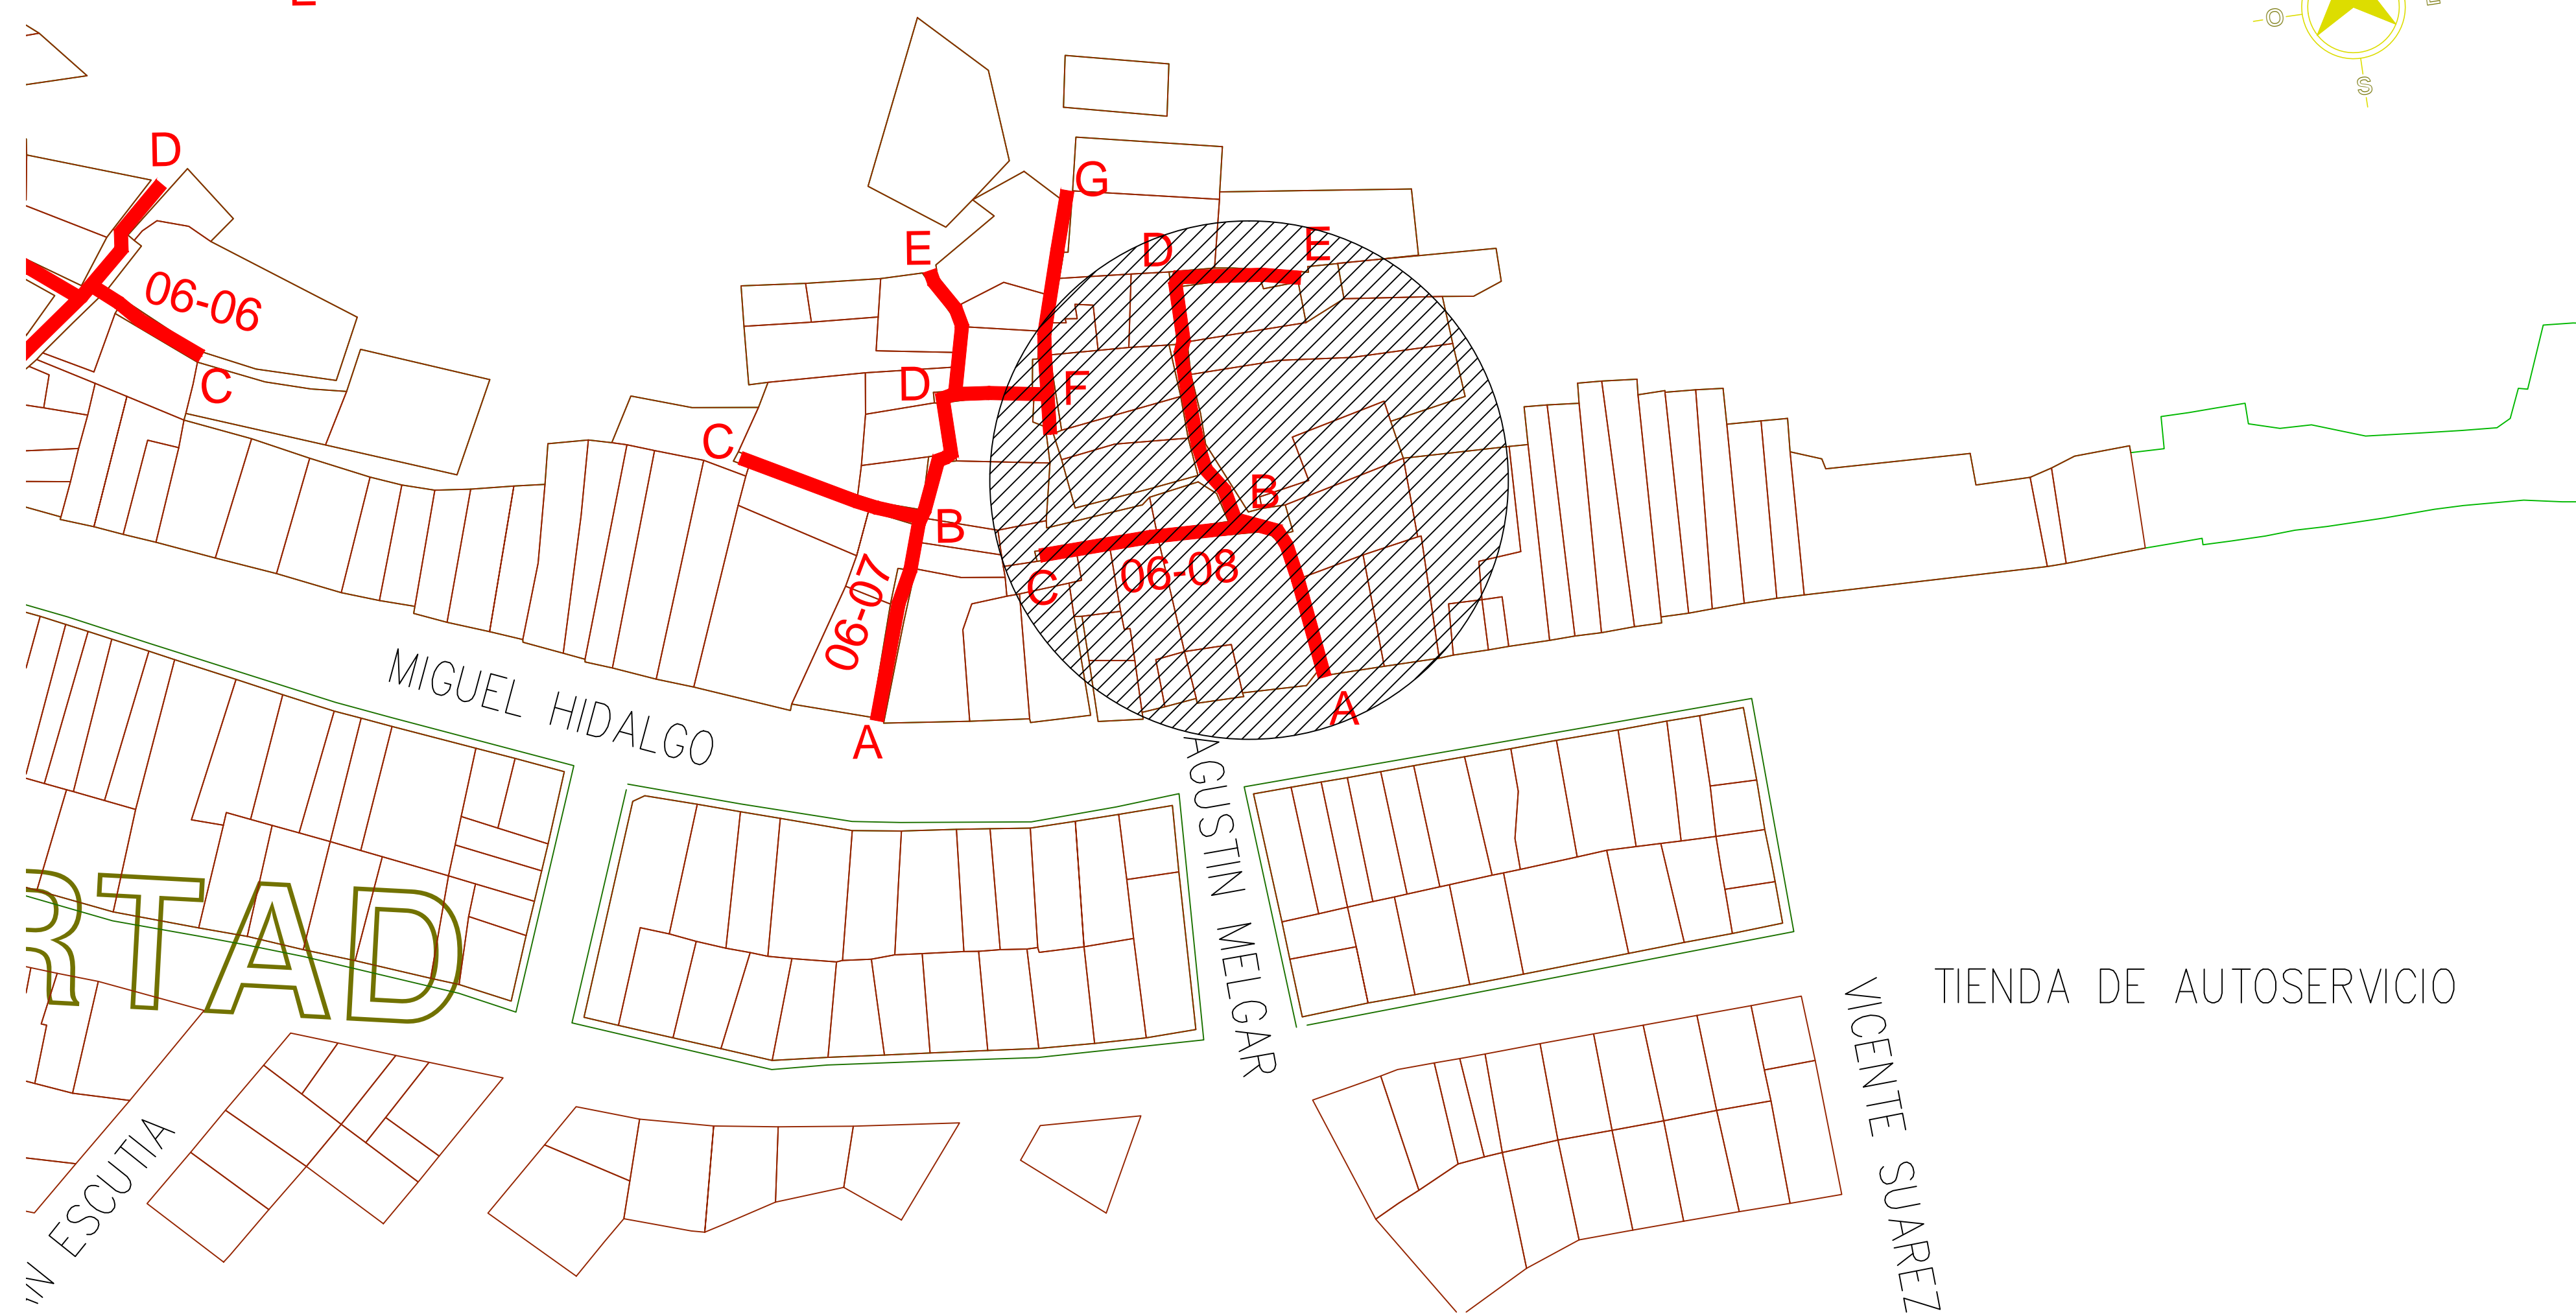 O
S
D
G
E
D
E
06-06
C
D
F
C
B
B
06-07
C
06-08
A
A
MIGUEL HIDALGO
AGUSTIN MELGAR
RTAD
TIENDA DE AUTOSERVICIO
VICENTE SUAREZ
ESCUTIA